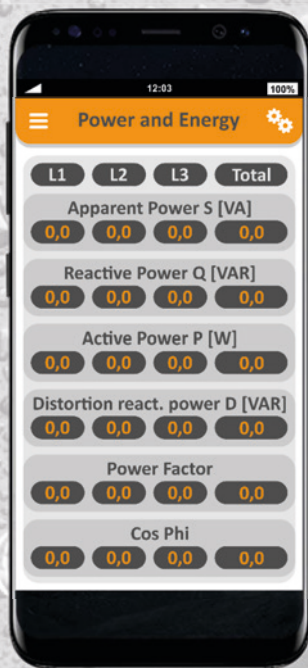 12:03 100%
Power and Energy
L1 L2 L3 Total
Apparent Power S [VA]
0,0 0,0 0,0 0,0
Reactive Power Q [VAR]
0,0 0,0 0,0 0,0
Active Power P [W]
0,0 0,0 0,0 0,0
Distortion react. power D [VAR]
0,0 0,0 0,0 0,0
Power Factor
0,0 0,0 0,0 0,0
Cos Phi
0,0 0,0 0,0 0,0